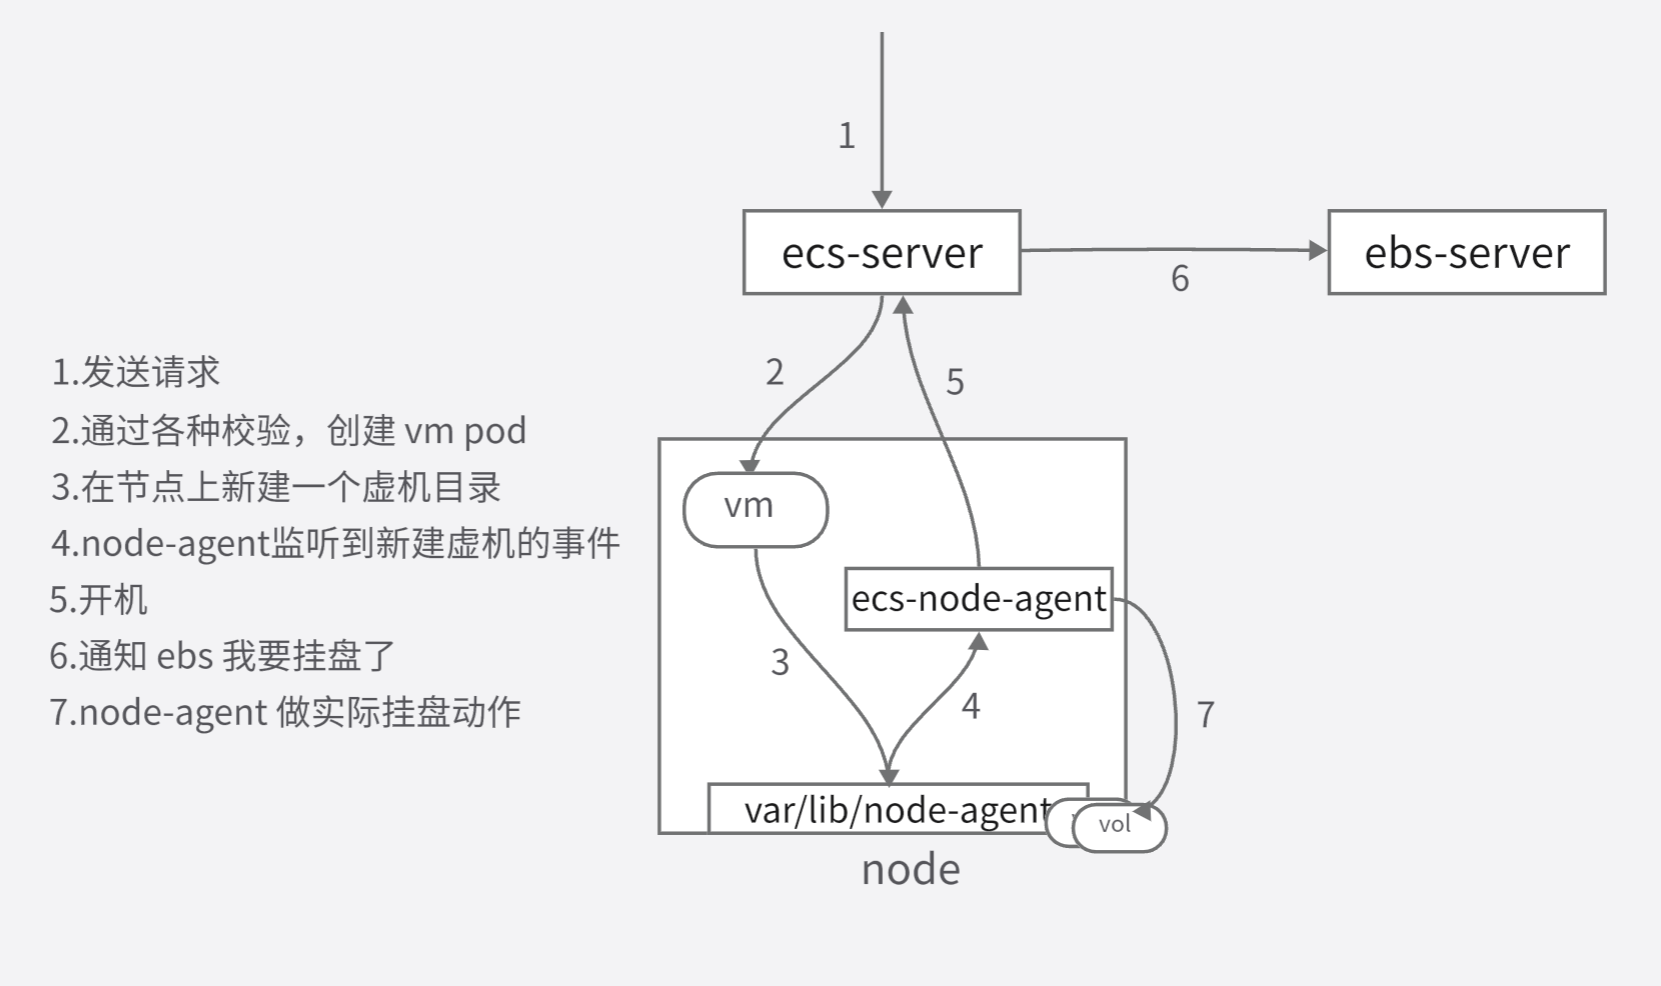 1
ecs-server
ebs-server
6
2
5
1.发送请求
2.通过各种校验，创建 vm pod
3.在节点上新建一个虚机目录
4.node-agent监听到新建虚机的事件
5.开机
6.通知 ebs 我要挂盘了
7.node-agent 做实际挂盘动作
vm
ecs-node-agent
3
4
7
var/lib/node-agent
vol
node